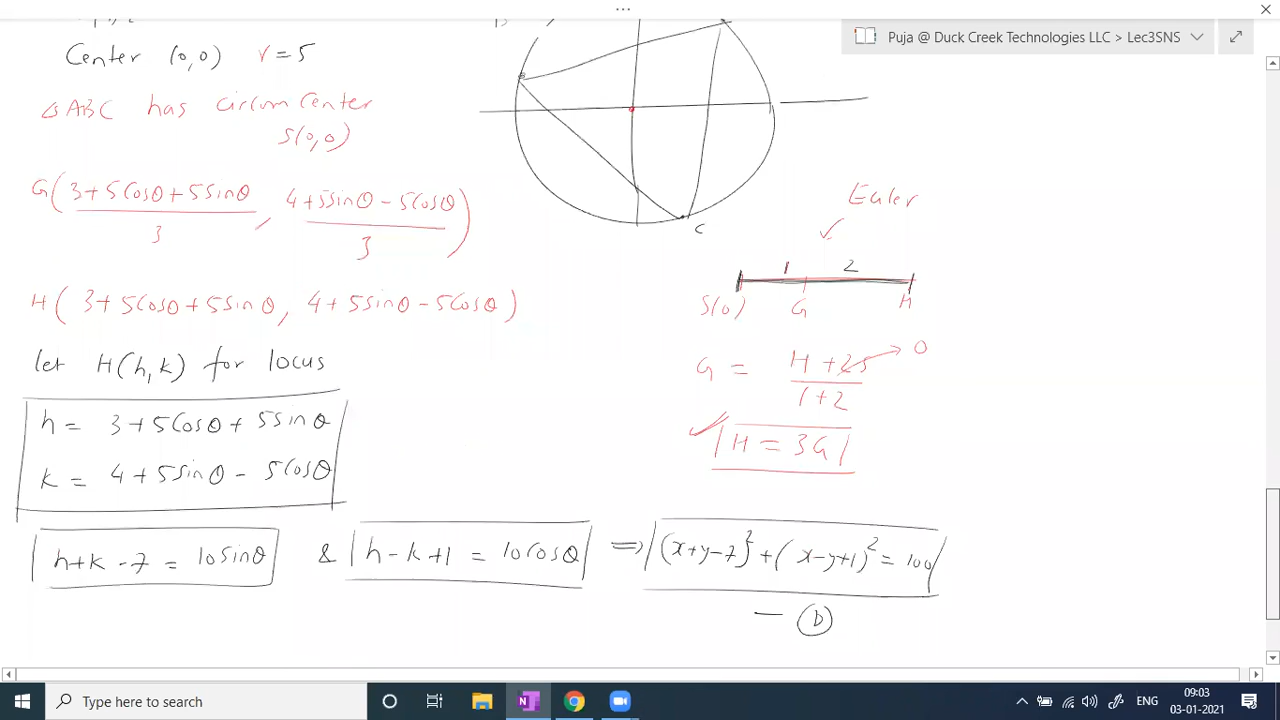 ...
Puja @ Duck Creek Technologies LLC > Lec3SNS
Center (0,0) r = 5
△ABC has circum center
S(0,0)
G( 3+5Cosθ+5sinθ / 3 , 4+5sinθ-5cosθ / 3 )
C
Euler
1 2
S(0) G H
H( 3+5Cosθ+5sinθ, 4+5sinθ-5Cosθ )
G = H+2S / 1+2
0
H = 3G
let H(h,k) for locus
h = 3+5Cosθ+5sinθ
k = 4+5sinθ-5cosθ
h+k-7 = 10sinθ & h-k+1 = 10cosθ ⇒ (x+y-7)² + (x-y+1)² = 100
— D
Type here to search
ENG
09:03
03-01-2021